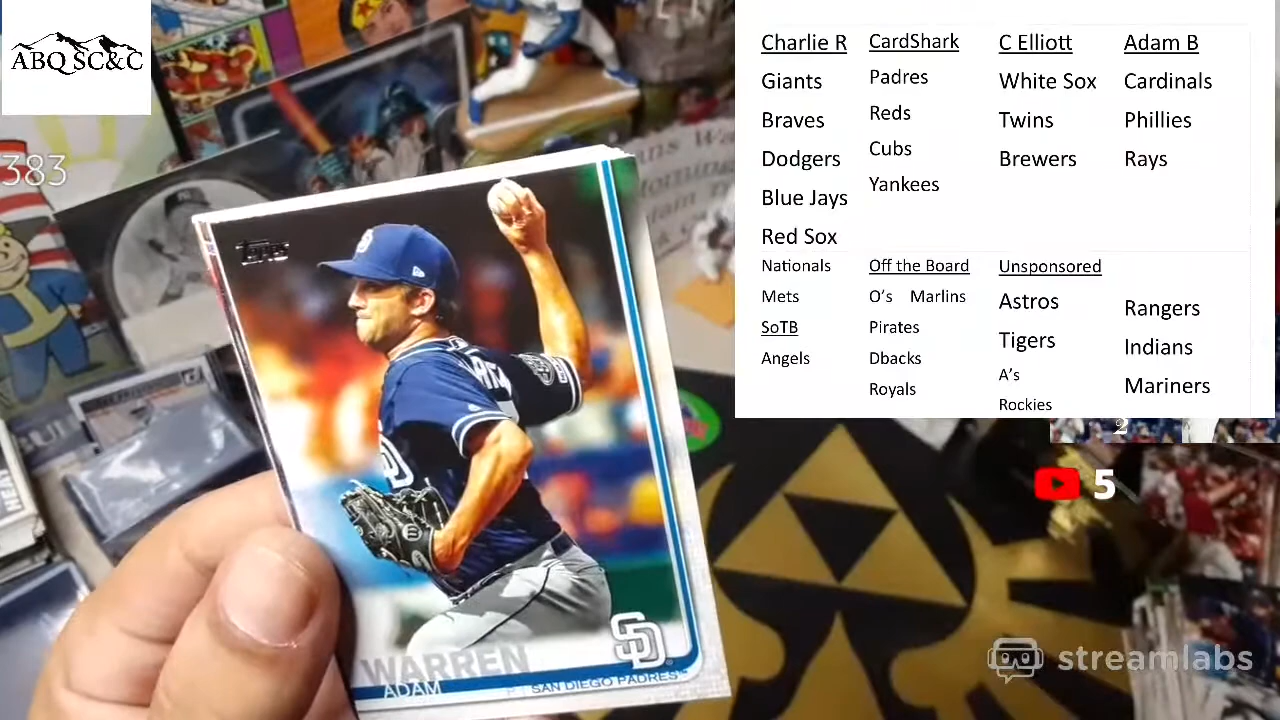 ABQ SC&C
383
Charlie R
Giants
Braves
Dodgers
Blue Jays
Red Sox
Nationals
Mets
SoTB
Angels
CardShark
Padres
Reds
Cubs
Yankees
Off the Board
O's Marlins
Pirates
Dbacks
Royals
C Elliott
White Sox
Twins
Brewers
Unsponsored
Astros
Tigers
A's
Rockies
Adam B
Cardinals
Phillies
Rays
Rangers
Indians
Mariners
2
5
streamlabs
Topps
WARREN
ADAM
SAN DIEGO PADRES